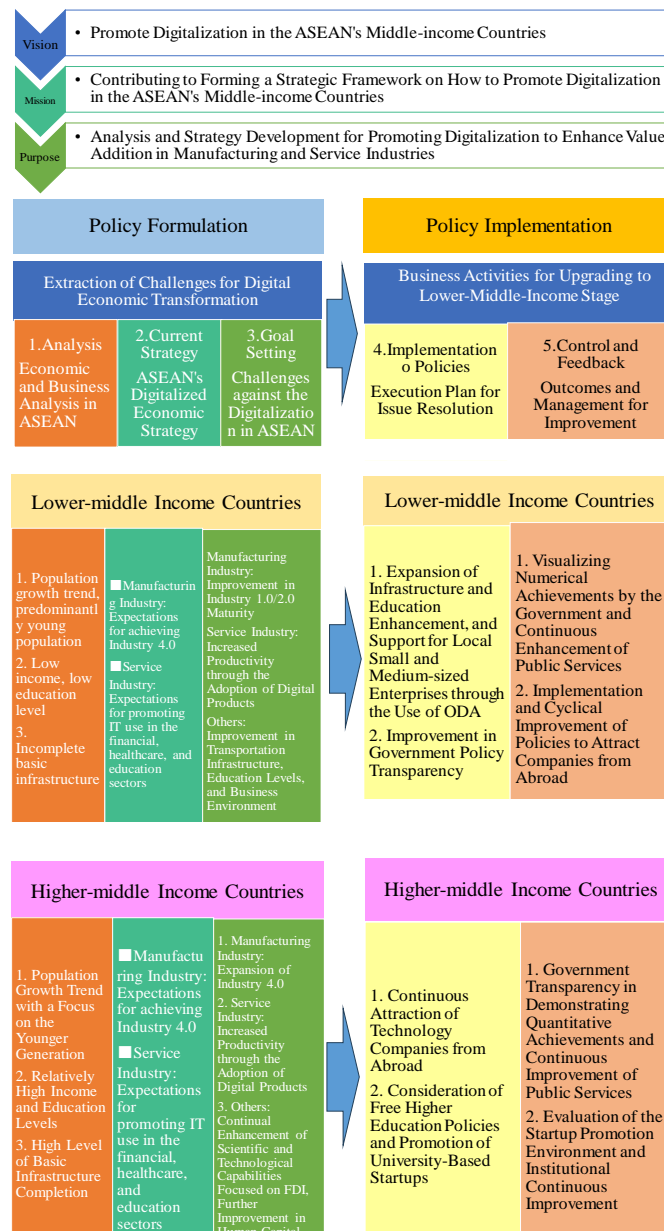 Vision
• Promote Digitalization in the ASEAN's Middle-income Countries
Mission
• Contributing to Forming a Strategic Framework on How to Promote Digitalization
in the ASEAN's Middle-income Countries
Purpose
• Analysis and Strategy Development for Promoting Digitalization to Enhance Value
Addition in Manufacturing and Service Industries
Policy Formulation
Extraction of Challenges for Digital
Economic Transformation
1.Analysis
Economic
and Business
Analysis in
ASEAN
2.Current
Strategy
ASEAN's
Digitalized
Economic
Strategy
3.Goal
Setting
Challenges
against the
Digitalizatio
n in ASEAN
Policy Implementation
Business Activities for Upgrading to
Lower-Middle-Income Stage
4.Implementation
o Policies
Execution Plan for
Issue Resolution
5.Control and
Feedback
Outcomes and
Management for
Improvement
Lower-middle Income Countries
1. Population
growth trend,
predominantl
y young
population
2. Low
income, low
education
level
3.
Incomplete
basic
infrastructure
■Manufacturin
g Industry:
Expectations
for achieving
Industry 4.0
■Service
Industry:
Expectations
for promoting
IT use in the
financial,
healthcare, and
education
sectors
Manufacturing
Industry:
Improvement in
Industry 1.0/2.0
Maturity
Service Industry:
Increased
Productivity
through the
Adoption of Digital
Products
Others:
Improvement in
Transportation
Infrastructure,
Education Levels,
and Business
Environment
Lower-middle Income Countries
1. Expansion of
Infrastructure and
Education
Enhancement, and
Support for Local
Small and
Medium-sized
Enterprises through
the Use of ODA
2. Improvement in
Government Policy
Transparency
1. Visualizing
Numerical
Achievements by the
Government and
Continuous
Enhancement of
Public Services
2. Implementation
and Cyclical
Improvement of
Policies to Attract
Companies from
Abroad
Higher-middle Income Countries
1. Population
Growth Trend
with a Focus
on the
Younger
Generation
2. Relatively
High Income
and Education
Levels
3. High Level
of Basic
Infrastructure
Completion
■Manufactu
ring Industry:
Expectations
for achieving
Industry 4.0
■Service
Industry:
Expectations
for
promoting IT
use in the
financial,
healthcare,
and
education
sectors
1. Manufacturing
Industry:
Expansion of
Industry 4.0
2. Service
Industry:
Increased
Productivity
through the
Adoption of
Digital Products
3. Others:
Continual
Enhancement of
Scientific and
Technological
Capabilities
Focused on FDI,
Further
Improvement in
Human Capital
Higher-middle Income Countries
1. Continuous
Attraction of
Technology
Companies from
Abroad
2. Consideration of
Free Higher
Education Policies
and Promotion of
University-Based
Startups
1. Government
Transparency in
Demonstrating
Quantitative
Achievements and
Continuous
Improvement of
Public Services
2. Evaluation of the
Startup Promotion
Environment and
Institutional
Continuous
Improvement